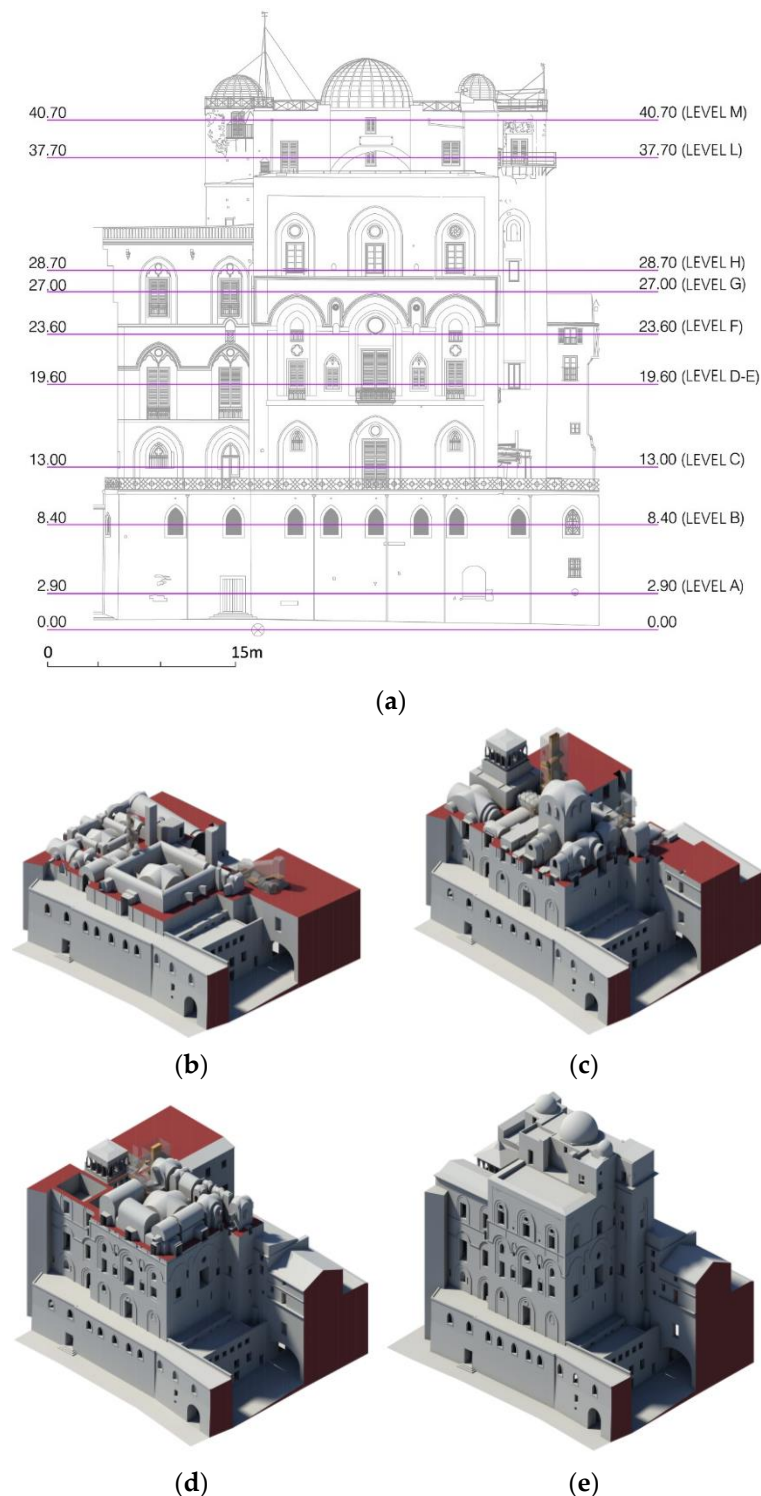 40.70 40.70 (LEVEL M)
37.70 37.70 (LEVEL L)
28.70 28.70 (LEVEL H)
27.00 27.00 (LEVEL G)
23.60 23.60 (LEVEL F)
19.60 19.60 (LEVEL D-E)
13.00 13.00 (LEVEL C)
8.40 8.40 (LEVEL B)
2.90 2.90 (LEVEL A)
0.00 0.00
0 15m
(a)
(b) (c)
(d) (e)